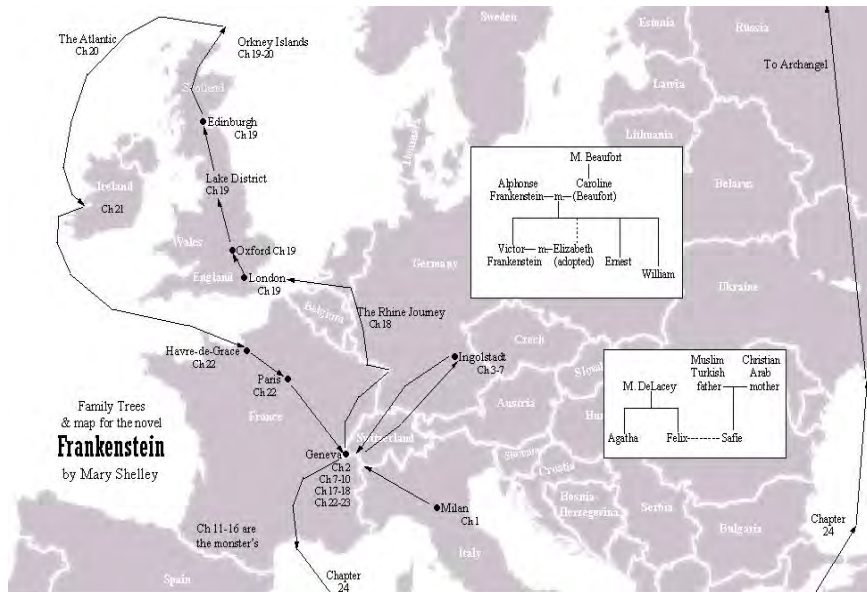 Sweden
Estonia
Russia
The Atlantic
Ch 20
Orkney Islands
Ch 19-20
To Archangel
Scotland
Latvia
Edinburgh
Ch 19
Lithuania
Denmark
M. Beaufort
Alphonse
Frankenstein
m
Caroline
(Beaufort)
Victor
Frankenstein
m
Elizabeth
(adopted)
Ernest
William
Lake District
Ch 19
Ireland
Ch 21
Belarus
Wales
Oxford Ch 19
England
London
Ch 19
Germany
Ukraine
Belgium
The Rhine Journey
Ch 18
Havre-de-Grace
Ch 22
Ingolstadt
Ch 3-7
Czech
Paris
Ch 22
Austria
Muslim
Turkish
father
Christian
Arab
mother
M. DeLacey
Agatha
Felix
Safie
Family Trees
& map for the novel
Frankenstein
by Mary Shelley
France
Switzerland
Geneva
Ch 2
Ch 7-10
Ch 17-18
Ch 22-23
Croatia
Bosnia-
Herzegovina
Serbia
Milan
Ch 1
Italy
Bulgaria
Ch 11-16 are
the monster's
Spain
Chapter
24
Chapter
24